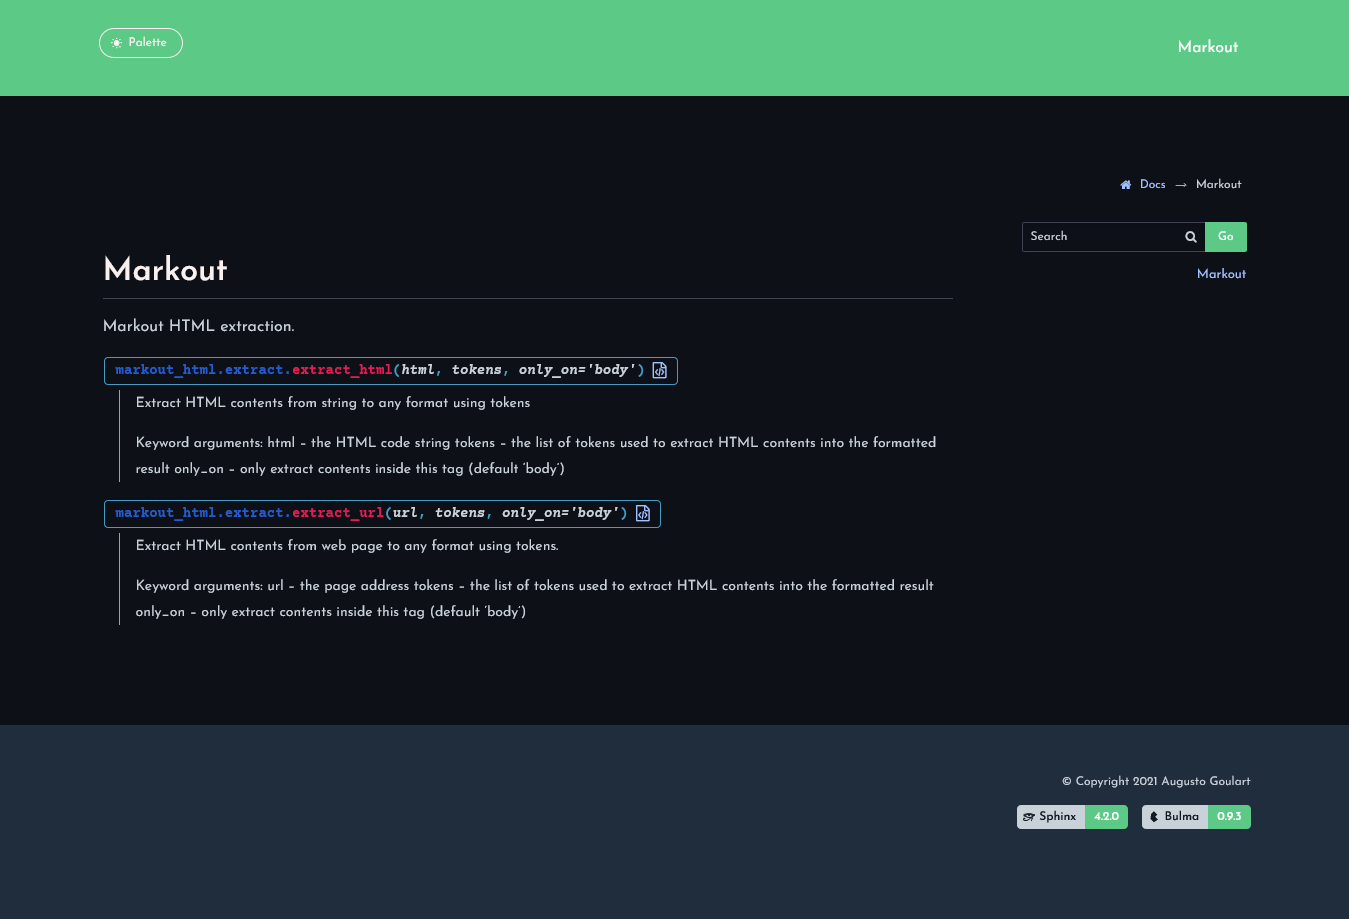 Palette
Markout
Docs → Markout
Search
Go
Markout
Markout
Markout HTML extraction.
markout_html.extract.extract_html(html, tokens, only_on='body')
Extract HTML contents from string to any format using tokens
Keyword arguments: html – the HTML code string tokens – the list of tokens used to extract HTML contents into the formatted
result only_on – only extract contents inside this tag (default ‘body’)
markout_html.extract.extract_url(url, tokens, only_on='body')
Extract HTML contents from web page to any format using tokens.
Keyword arguments: url – the page address tokens – the list of tokens used to extract HTML contents into the formatted result
only_on – only extract contents inside this tag (default ‘body’)
© Copyright 2021 Augusto Goulart
Sphinx 4.2.0 Bulma 0.9.3